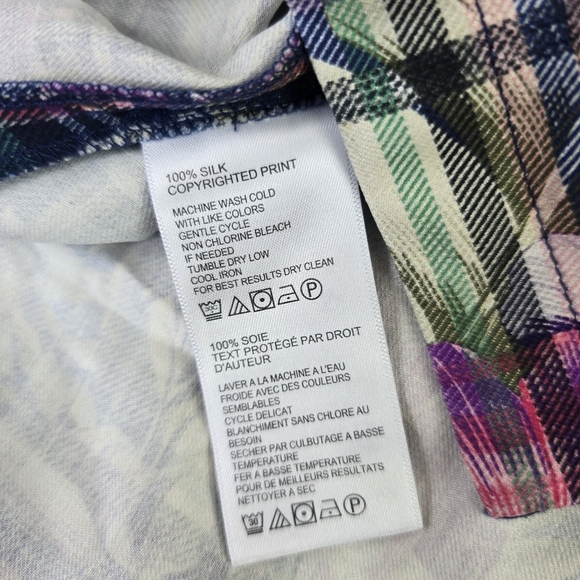 100% SILK
COPYRIGHTED PRINT
MACHINE WASH COLD
WITH LIKE COLORS
GENTLE CYCLE
NON CHLORINE BLEACH
IF NEEDED
TUMBLE DRY LOW
COOL IRON
FOR BEST RESULTS DRY CLEAN
P
100% SOIE
TEXT PROTÉGÉ PAR DROIT
D'AUTEUR
LAVER A LA MACHINE A L'EAU
FROIDE AVEC DES COULEURS
SEMBLABLES
CYCLE DELICAT
BLANCHIMENT SANS CHLORE AU
BESOIN
SECHER PAR CULBUTAGE A BASSE
TEMPERATURE
FER A BASSE TEMPERATURE
POUR DE MEILLEURS RESULTATS
NETTOYER A SEC
P